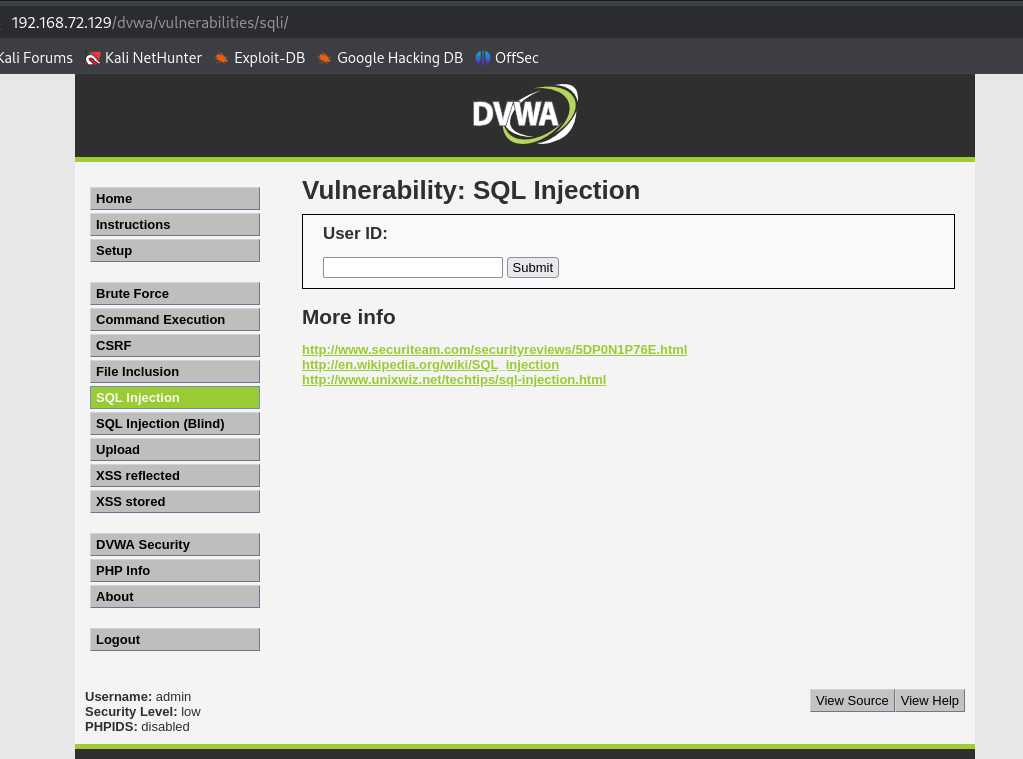 192.168.72.129/dvwa/vulnerabilities/sqli/
Kali Forums Kali NetHunter Exploit-DB Google Hacking DB OffSec
DVWA
Vulnerability: SQL Injection
Home
Instructions
Setup
Brute Force
Command Execution
CSRF
File Inclusion
SQL Injection
SQL Injection (Blind)
Upload
XSS reflected
XSS stored
DVWA Security
PHP Info
About
Logout
User ID:
Submit
More info
http://www.securiteam.com/securityreviews/5DP0N1P76E.html
http://en.wikipedia.org/wiki/SQL_injection
http://www.unixwiz.net/techtips/sql-injection.html
Username: admin
Security Level: low
PHPIDS: disabled
View Source View Help